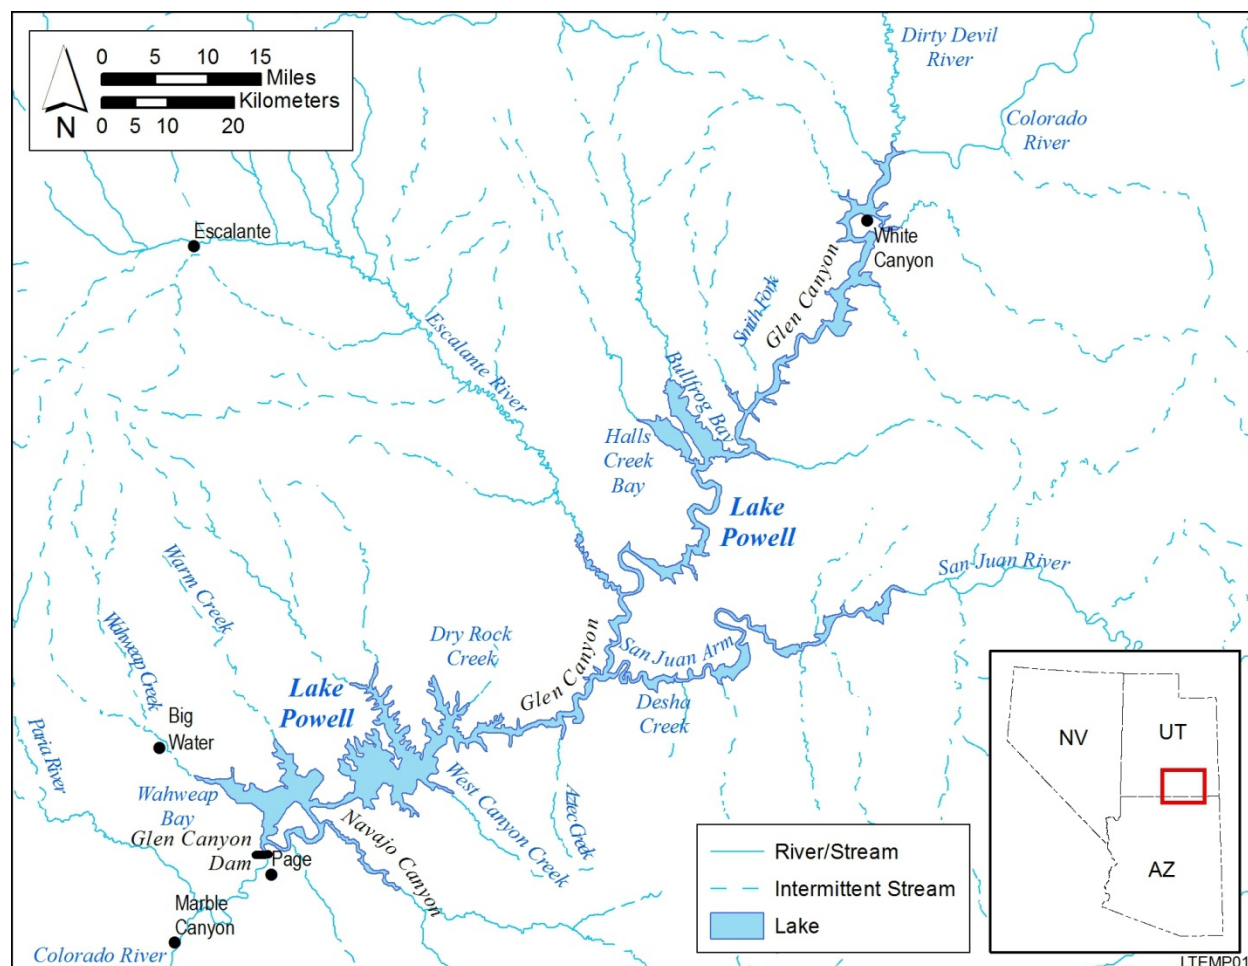 0 5 10 15
Miles
Kilometers
0 5 10 20
N
Dirty Devil
River
Colorado
River
Escalante
White
Canyon
Glen Canyon
Smith Fork
Escalante River
Bullfrog Bay
Halls
Creek
Bay
Lake
Powell
San Juan River
Warm Creek
Wahweap Creek
Dry Rock
Creek
Glen Canyon
San Juan Arm
Desha
Creek
Lake
Powell
Big
Water
Paria River
Wahweap
Bay
West Canyon Creek
Aztec Creek
Navajo Canyon
Glen Canyon
Dam
Page
Marble
Canyon
Colorado River
River/Stream
Intermittent Stream
Lake
NV
UT
AZ
LTEMP01